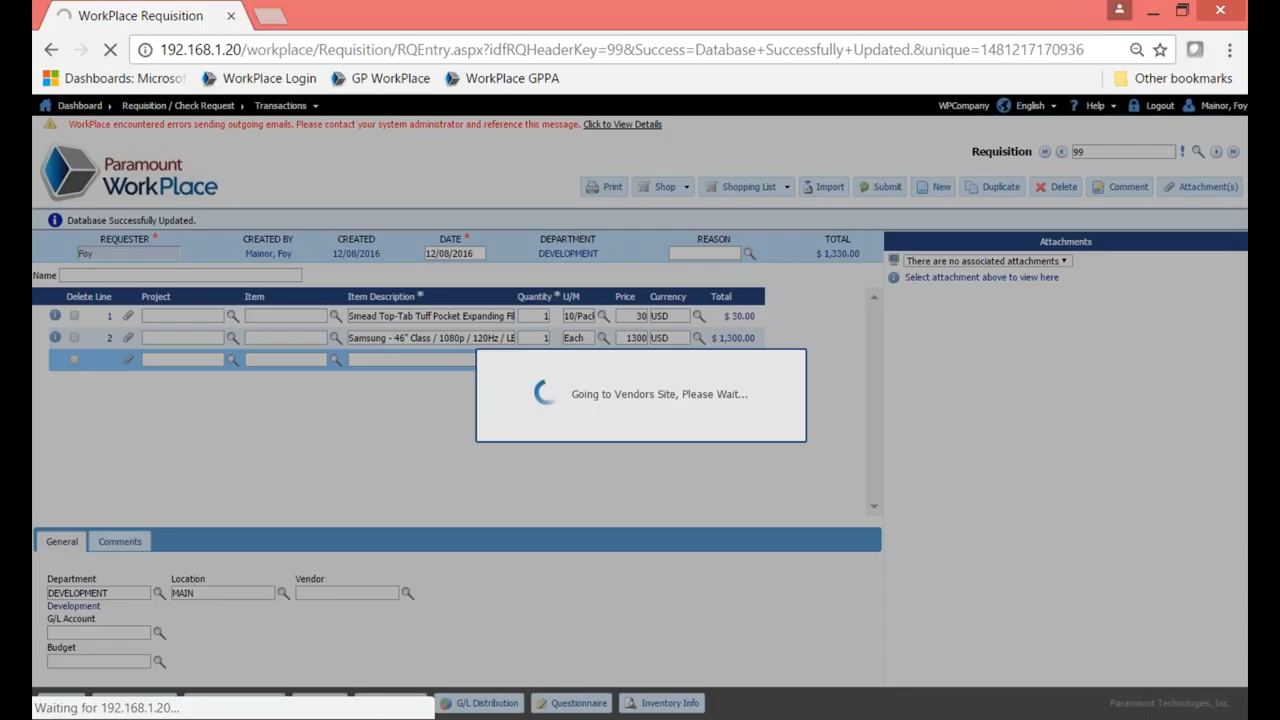 WorkPlace Requisition
192.168.1.20/workplace/Requisition/RQEntry.aspx?idfRQHeaderKey=99&Success=Database+Successfully+Updated.&unique=1481217170936
Dashboards: Microsof WorkPlace Login GP WorkPlace WorkPlace GPPA Other bookmarks
Dashboard Requisition / Check Request Transactions WPCompany English Help Logout Mainor, Foy
WorkPlace encountered errors sending outgoing emails. Please contact your system administrator and reference this message. Click to View Details
Requisition 99
Paramount WorkPlace
Print Shop Shopping List Import Submit New Duplicate Delete Comment Attachment(s)
Database Successfully Updated.
REQUESTER * CREATED BY CREATED DATE * DEPARTMENT REASON TOTAL
Foy Mainor, Foy 12/08/2016 12/08/2016 DEVELOPMENT $ 1,330.00
Attachments
There are no associated attachments
Select attachment above to view here
Name
Delete Line Project Item Item Description * Quantity * U/M Price Currency Total
1 Smead Top-Tab Tuff Pocket Expanding Fi 1 10/Pack 30 USD $ 30.00
2 Samsung - 46" Class / 1080p / 120Hz / LE 1 Each 1300 USD $ 1,300.00
Going to Vendors Site, Please Wait...
General Comments
Department Location Vendor
DEVELOPMENT MAIN
Development
G/L Account
Budget
G/L Distribution Questionnaire Inventory Info
Paramount Technologies, Inc.
Waiting for 192.168.1.20...